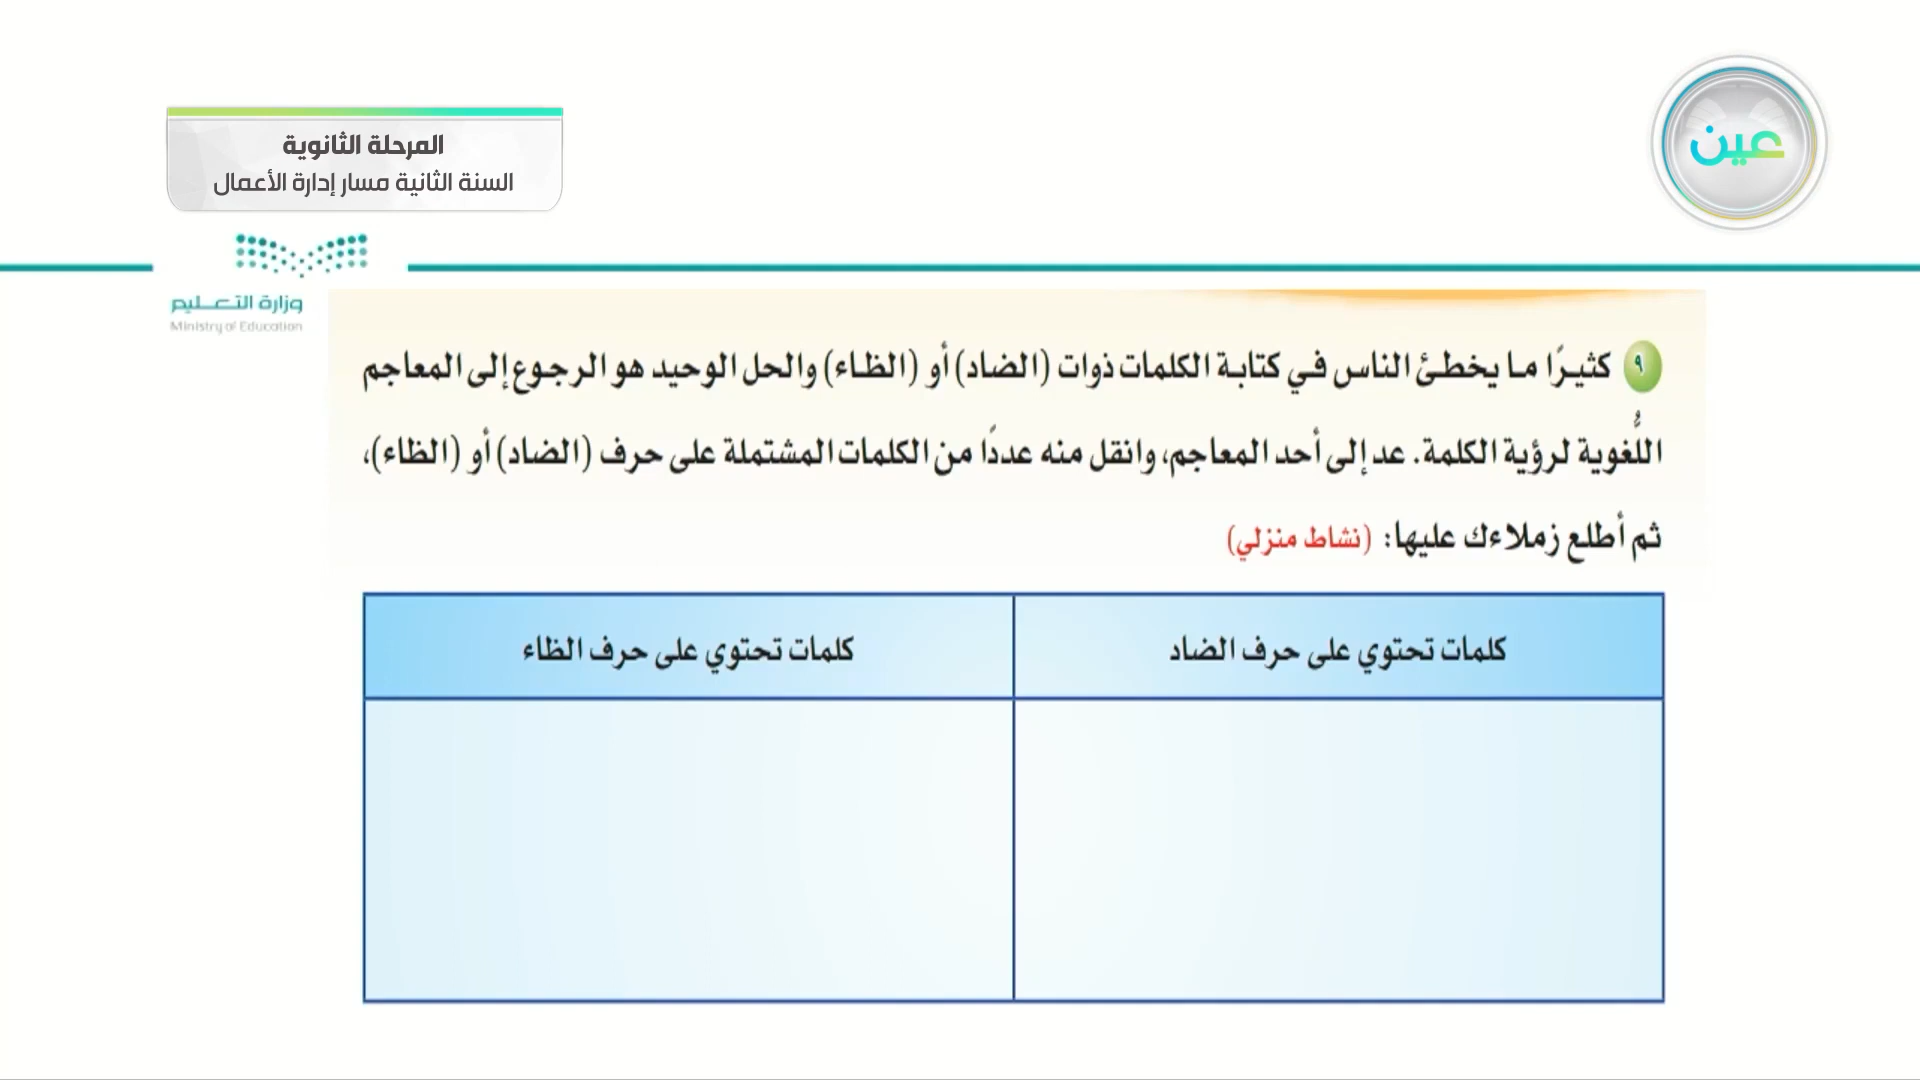 عين
المرحلة الثانوية
السنة الثانية مسار إدارة الأعمال
وزارة التعليم
Ministry of Education
٩ كثيرًا ما يخطئ الناس في كتابة الكلمات ذوات (الضاد) أو (الظاء) والحل الوحيد هو الرجوع إلى المعاجم
اللُّغوية لرؤية الكلمة. عد إلى أحد المعاجم، وانقل منه عددًا من الكلمات المشتملة على حرف (الضاد) أو (الظاء)،
ثم أطلع زملاءك عليها: (نشاط منزلي)
كلمات تحتوي على حرف الضاد
كلمات تحتوي على حرف الظاء